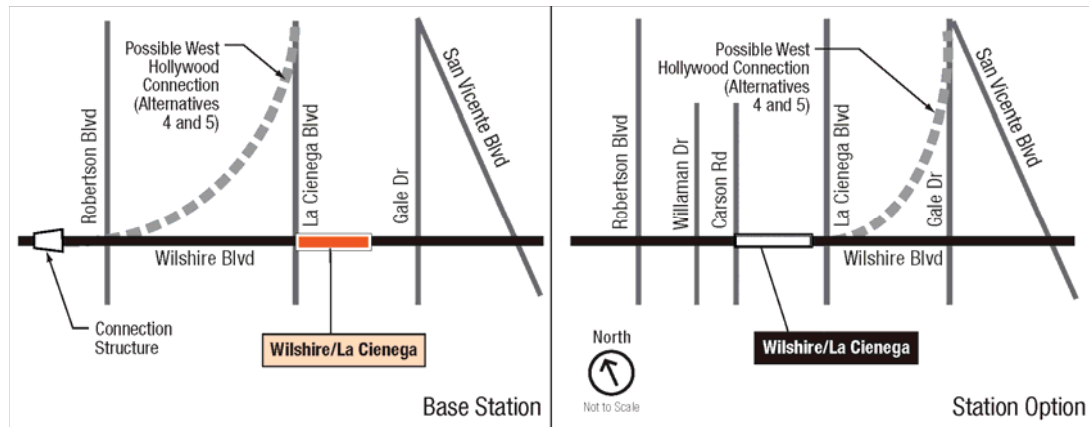 Possible West
Hollywood
Connection
(Alternatives
4 and 5)
Robertson Blvd
La Cienega Blvd
Gale Dr
San Vicente Blvd
Wilshire Blvd
Connection
Structure
Wilshire/La Cienega
Base Station
Possible West
Hollywood Connection
(Alternatives
4 and 5)
Robertson Blvd
Willaman Dr
Carson Rd
La Cienega Blvd
Gale Dr
San Vicente Blvd
Wilshire Blvd
Wilshire/La Cienega
North
Not to Scale
Station Option